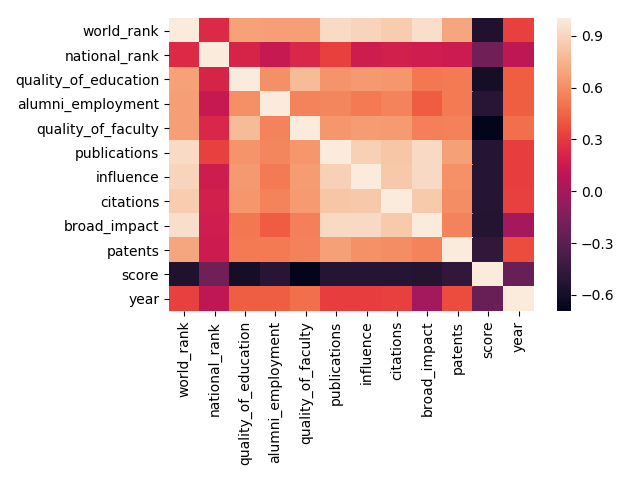 world_rank
national_rank
quality_of_education
alumni_employment
quality_of_faculty
publications
influence
citations
broad_impact
patents
score
year
world_rank
national_rank
quality_of_education
alumni_employment
quality_of_faculty
publications
influence
citations
broad_impact
patents
score
year
0.9
0.6
0.3
0.0
−0.3
−0.6